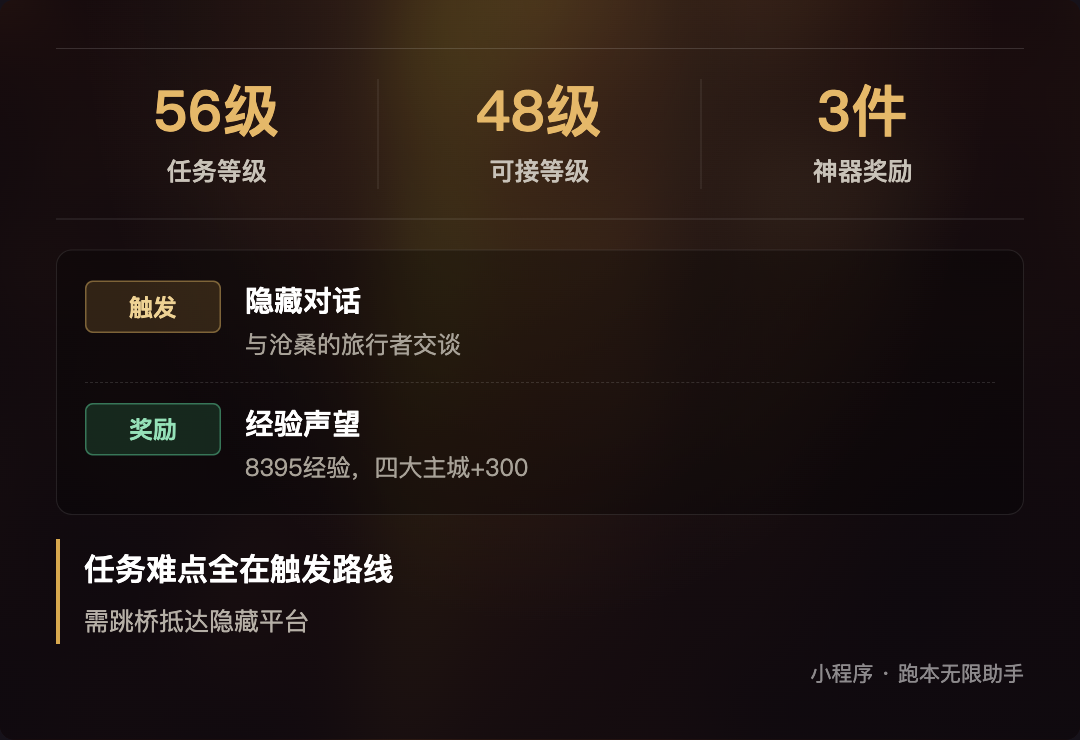 56级
48级
3件
任务等级
可接等级
神器奖励
触发
隐藏对话
与沧桑的旅行者交谈
奖励
经验声望
8395经验，四大主城+300
任务难点全在触发路线
需跳桥抵达隐藏平台
小程序 · 跑本无限助手